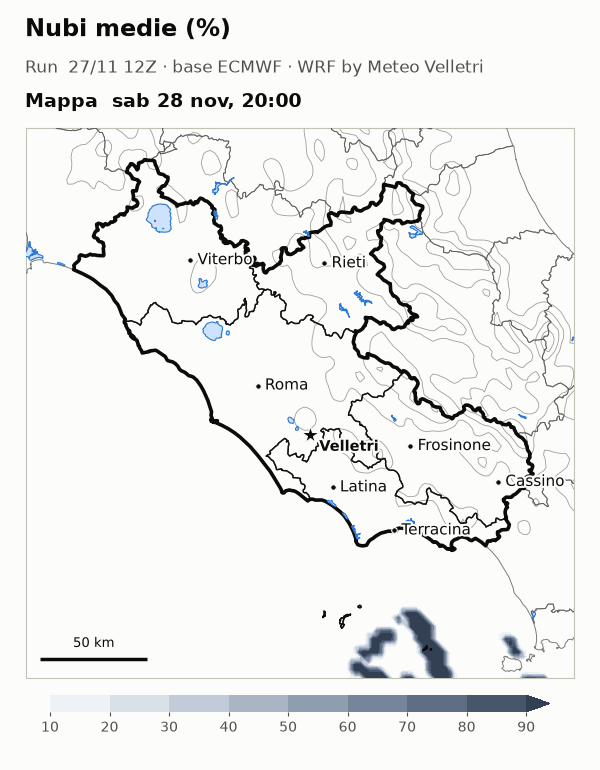 Nubi medie (%)
Run  27/11 12Z · base ECMWF · WRF by Meteo Velletri
Mappa  sab 28 nov, 20:00
Viterbo
Rieti
Roma
Velletri
Frosinone
Cassino
Latina
Terracina
50 km
10 20 30 40 50 60 70 80 90